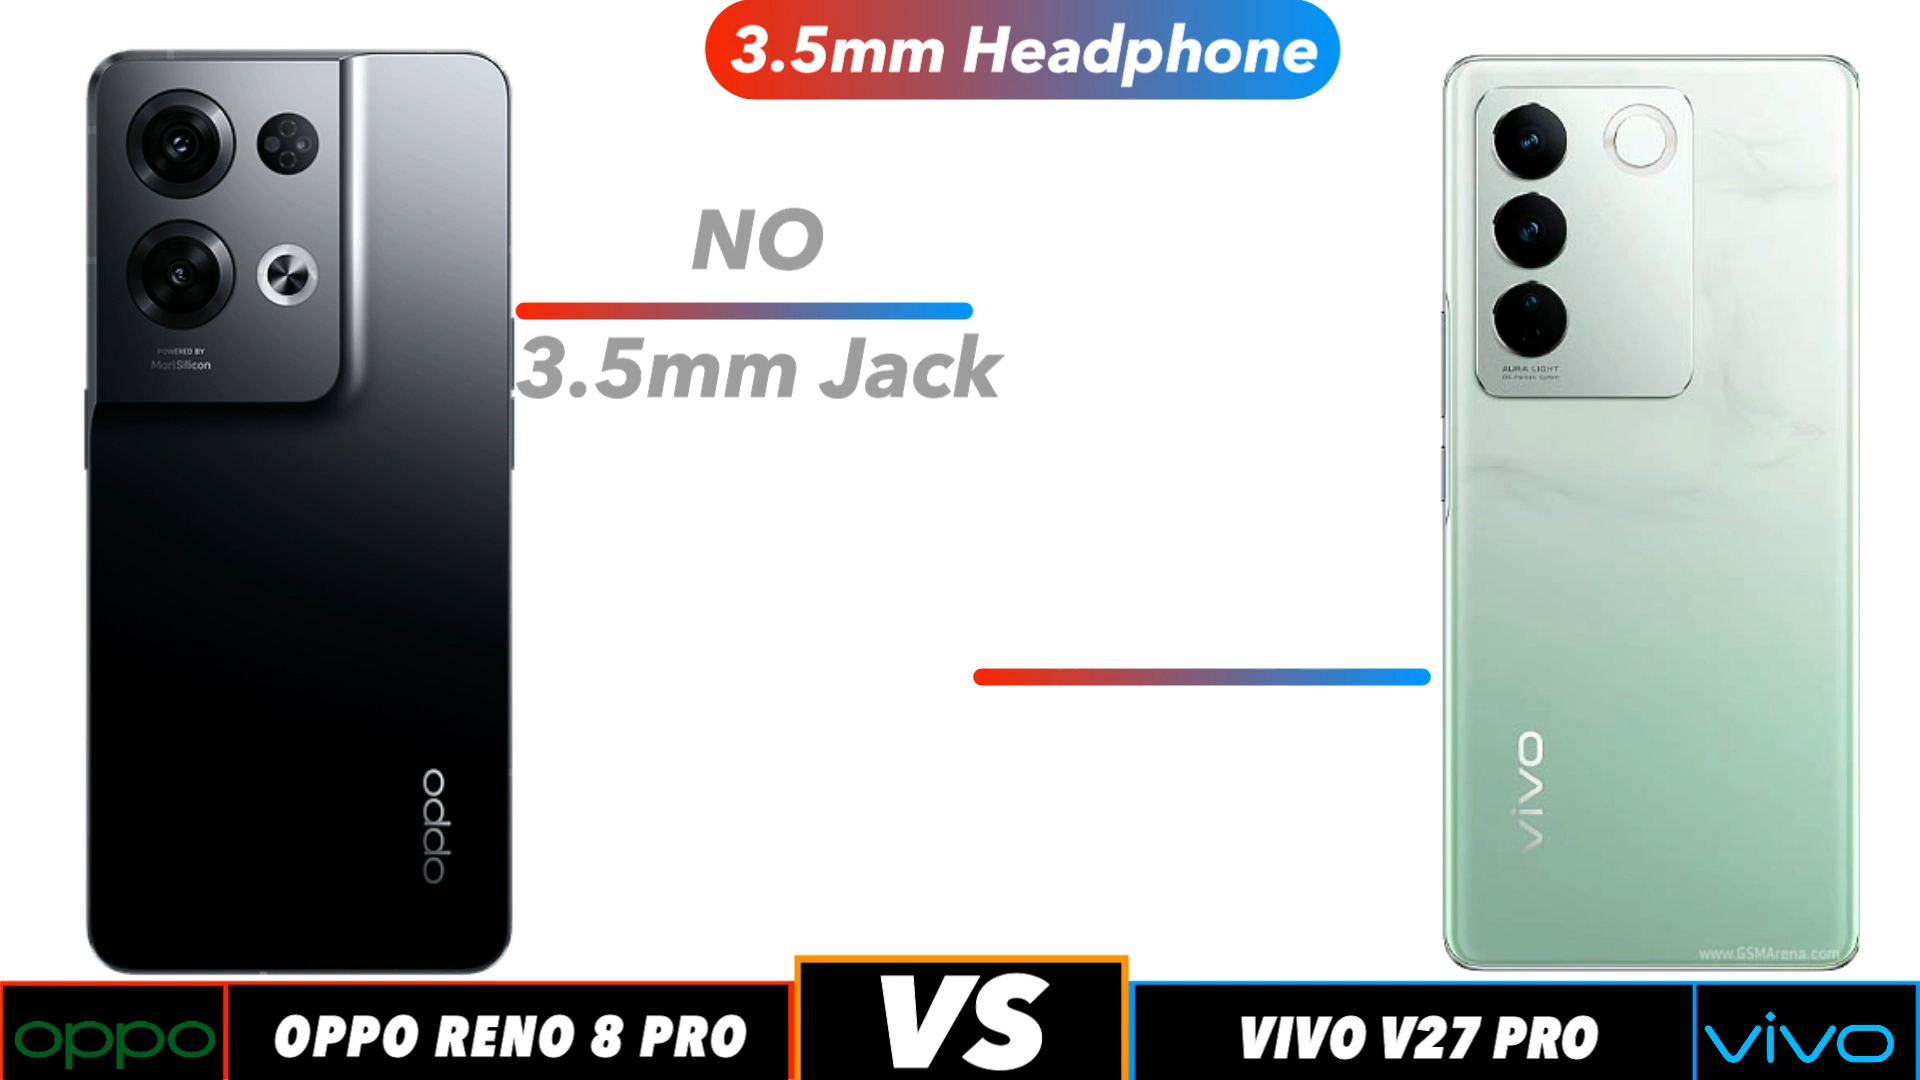 3.5mm Headphone
NO
3.5mm Jack
POWERED BY
MariSilicon
oppo
AURA LIGHT
vivo
www.GSMArena.com
oppo
OPPO RENO 8 PRO
VS
VIVO V27 PRO
vivo